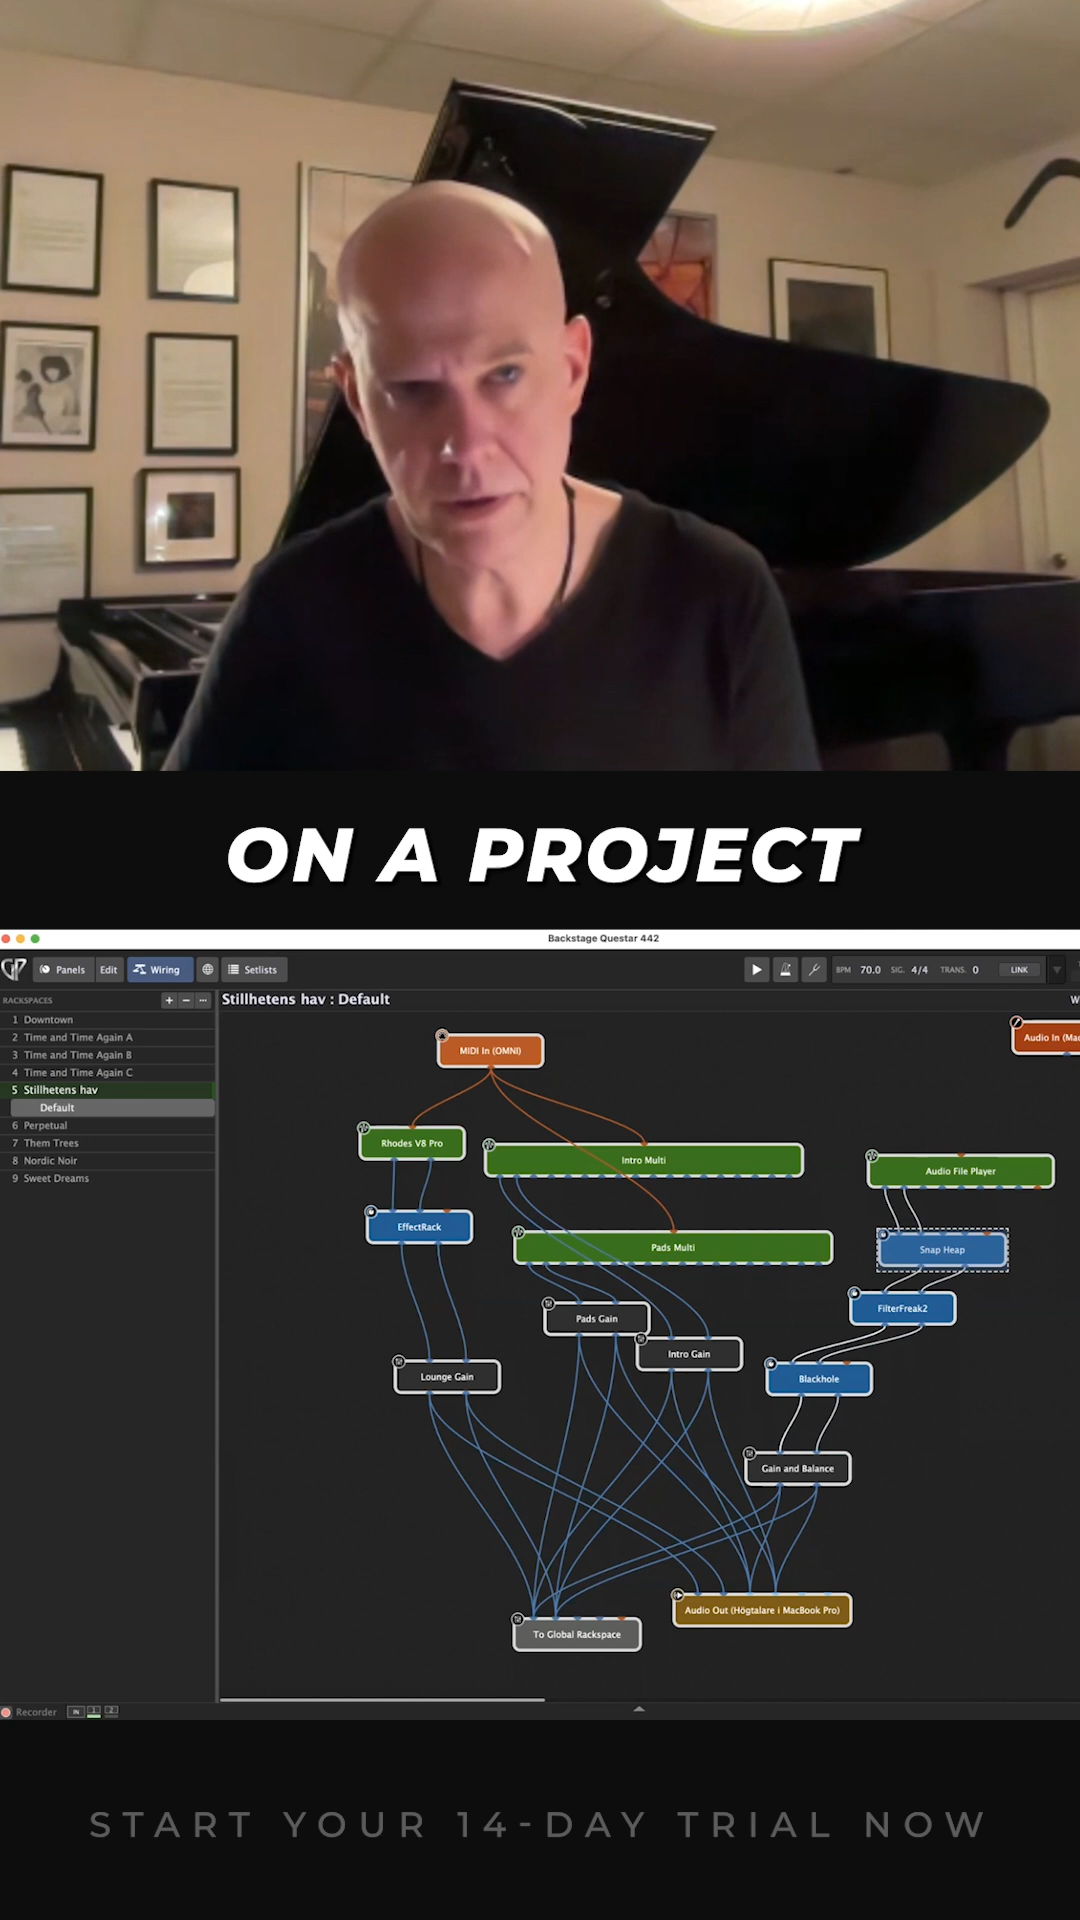 ON A PROJECT
Backstage Questar 442
GP
Panels
Edit
Wiring
Setlists
BPM 70.0 SIG. 4/4 TRANS. 0
LINK
RACKSPACES
Stillhetens hav : Default
1 Downtown
2 Time and Time Again A
3 Time and Time Again B
4 Time and Time Again C
5 Stillhetens hav
Default
6 Perpetual
7 Them Trees
8 Nordic Noir
9 Sweet Dreams
MIDI In (OMNI)
Audio In (Mac
Rhodes V8 Pro
Intro Multi
Audio File Player
EffectRack
Pads Multi
Snap Heap
Pads Gain
FilterFreak2
Intro Gain
Lounge Gain
Blackhole
Gain and Balance
Audio Out (Högtalare i MacBook Pro)
To Global Rackspace
Recorder
IN
1
2
START YOUR 14-DAY TRIAL NOW